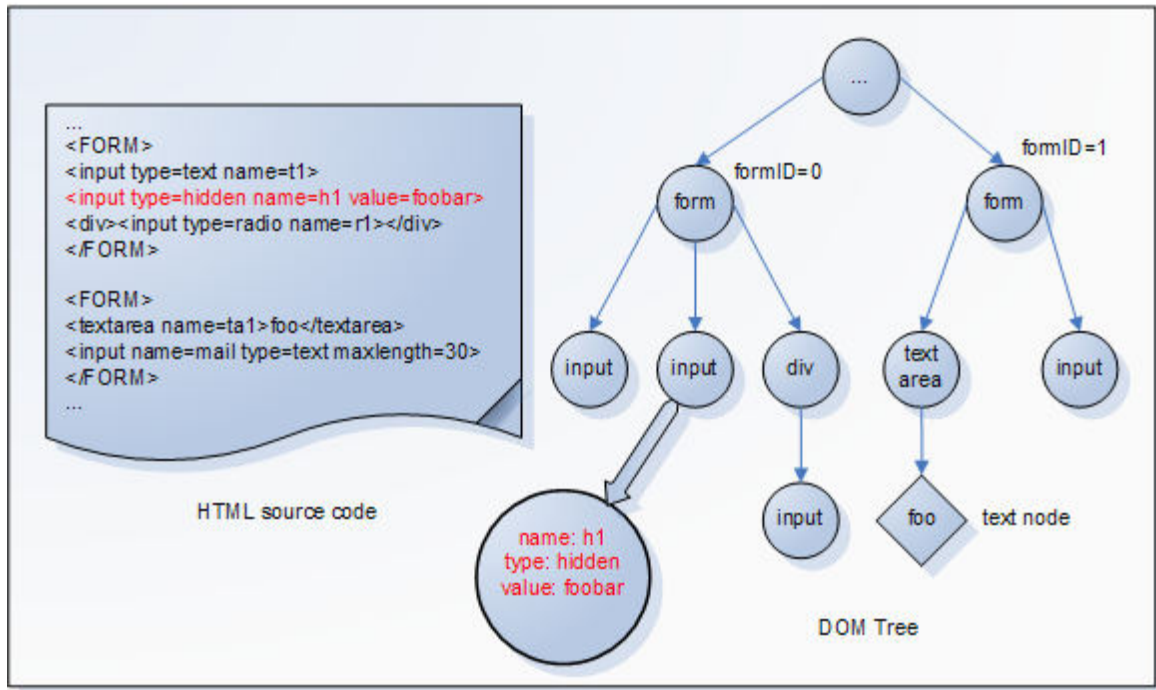 ...
<FORM>
<input type=text name=t1>
<input type=hidden name=h1 value=foobar>
<div><input type=radio name=r1></div>
</FORM>
<FORM>
<textarea name=ta1>foo</textarea>
<input name=mail type=text maxlength=30>
</FORM>
...
HTML source code
...
formID=0
formID=1
form
form
input
input
div
text
area
input
name: h1
type: hidden
value: foobar
input
foo
text node
DOM Tree